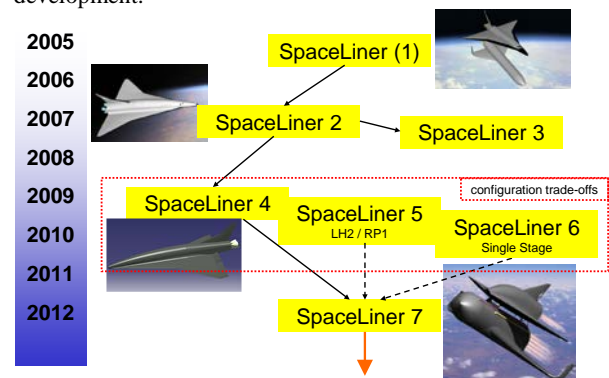 development.
2005
SpaceLiner (1)
2006
2007
SpaceLiner 2
SpaceLiner 3
2008
2009
configuration trade-offs
SpaceLiner 4
SpaceLiner 5
LH2 / RP1
2010
SpaceLiner 6
Single Stage
2011
2012
SpaceLiner 7